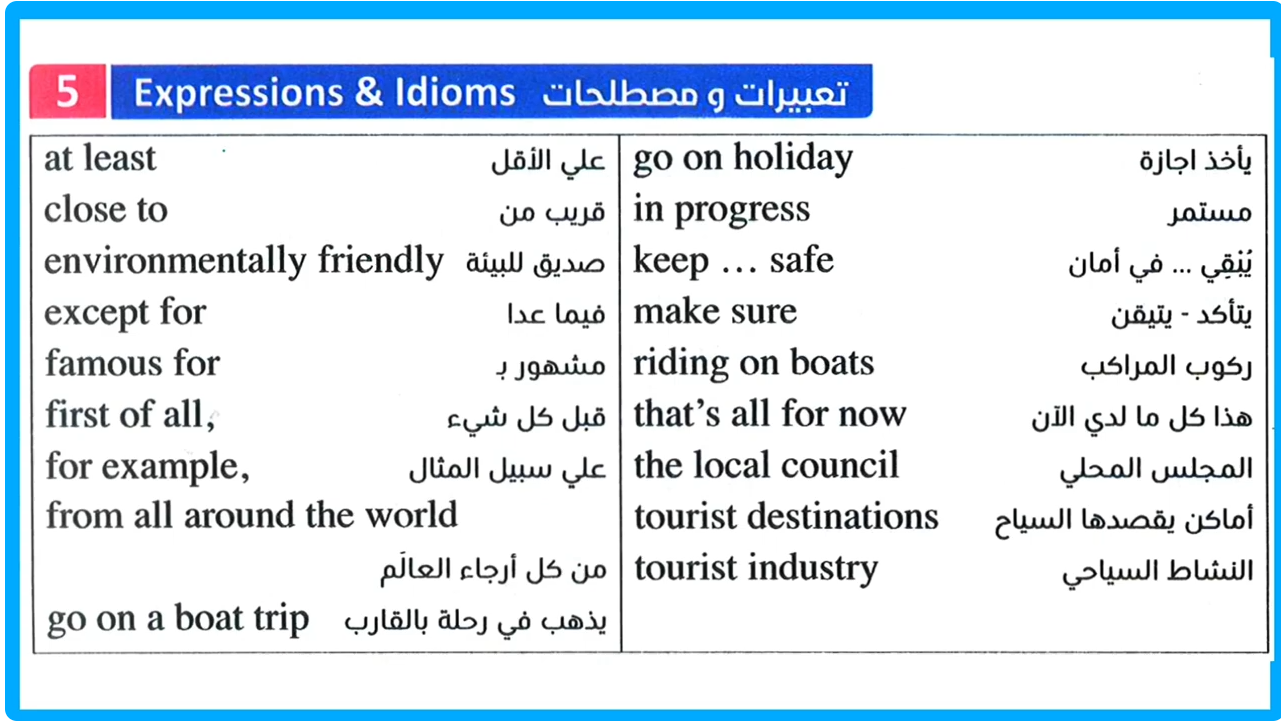 5 Expressions & Idioms تعبيرات و مصطلحات
at least علي الأقل
close to قريب من
environmentally friendly صديق للبيئة
except for فيما عدا
famous for مشهور بـ
first of all, قبل كل شيء
for example, علي سبيل المثال
from all around the world
من كل أرجاء العالَم
go on a boat trip يذهب في رحلة بالقارب
go on holiday يأخذ اجازة
in progress مستمر
keep ... safe يُبْقِي ... في أمان
make sure يتأكد - يتيقن
riding on boats ركوب المراكب
that's all for now هذا كل ما لدي الآن
the local council المجلس المحلي
tourist destinations أماكن يقصدها السياح
tourist industry النشاط السياحي